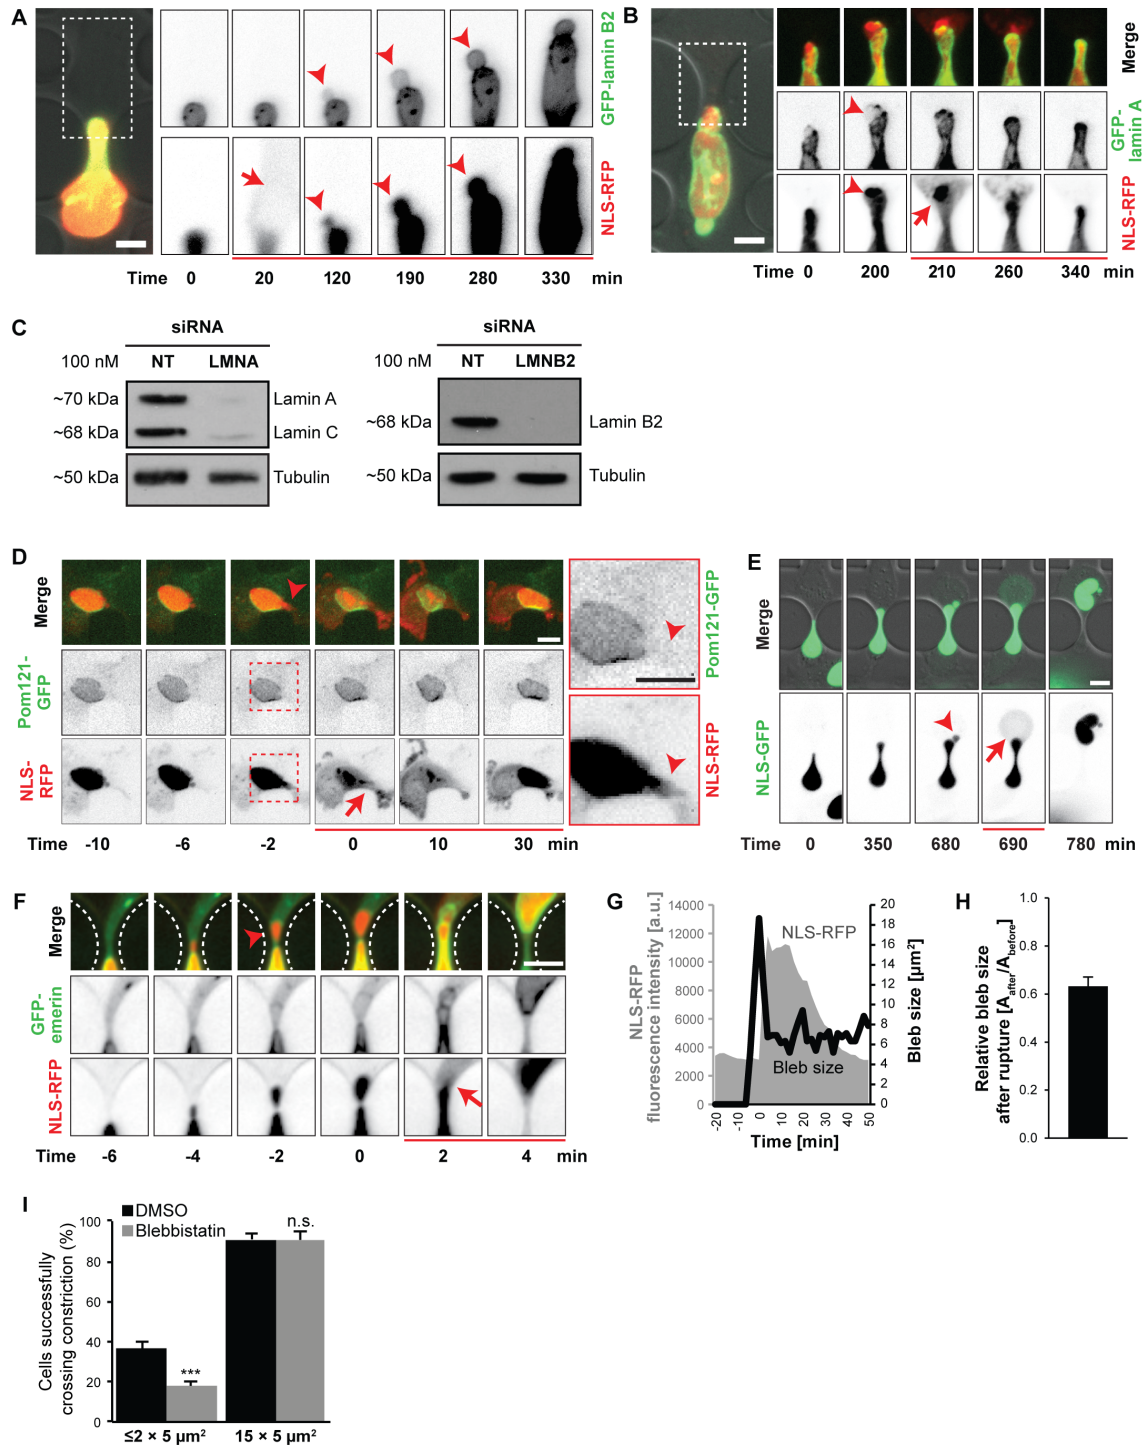 A
GFP-lamin B2
NLS-RFP
Time 0 20 120 190 280 330 min
B
Merge
GFP-
lamin A
NLS-RFP
Time 0 200 210 260 340 min
C
siRNA
100 nM NT LMNA
~70 kDa Lamin A
~68 kDa Lamin C
~50 kDa Tubulin
siRNA
100 nM NT LMNB2
~68 kDa Lamin B2
~50 kDa Tubulin
D
Merge
Pom121-
GFP
NLS-
RFP
Pom121-GFP
NLS-RFP
Time -10 -6 -2 0 10 30 min
E
Merge
NLS-GFP
Time 0 350 680 690 780 min
F
Merge
GFP-
emerin
NLS-RFP
Time -6 -4 -2 0 2 4 min
G
NLS-RFP
fluorescence intensity [a.u.]
14000
12000
10000
8000
6000
4000
2000
0
NLS-RFP
Bleb size
20
18
16
14
12
10
8
6
4
2
0
Bleb size [µm²]
-20 -10 0 10 20 30 40 50
Time [min]
H
Relative bleb size
after rupture [Aafter/Abefore]
1.0
0.8
0.6
0.4
0.2
0.0
I
DMSO
Blebbistatin
Cells successfully
crossing constriction (%)
100
80
60
40
20
0
***
n.s.
≤2 × 5 µm² 15 × 5 µm²